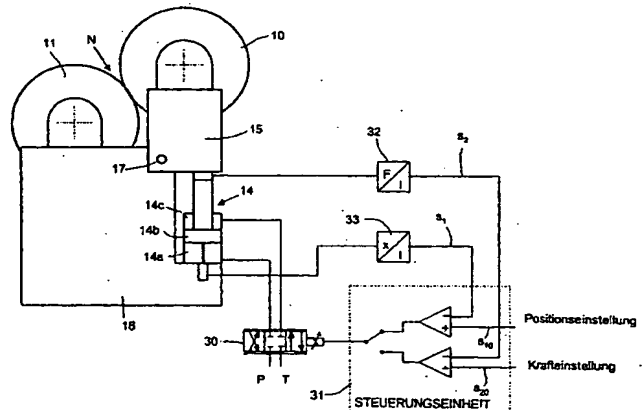 11
N
10
15
17
14
14c
14b
14a
18
32
F
I
s₂
33
x
I
s₁
30
P T
Positionseinstellung
s₁₀
Krafteinstellung
s₂₀
31
STEUERUNGSEINHEIT